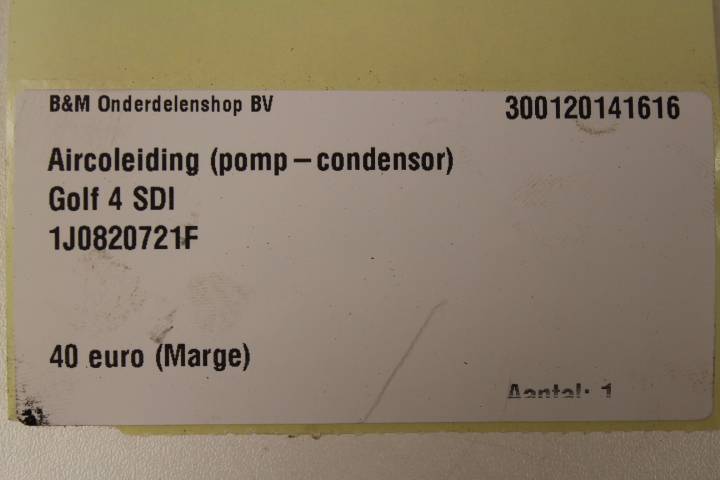 B&M Onderdelenshop BV 300120141616
Aircoleiding (pomp – condensor)
Golf 4 SDI
1J0820721F
40 euro (Marge)
Aantal: 1